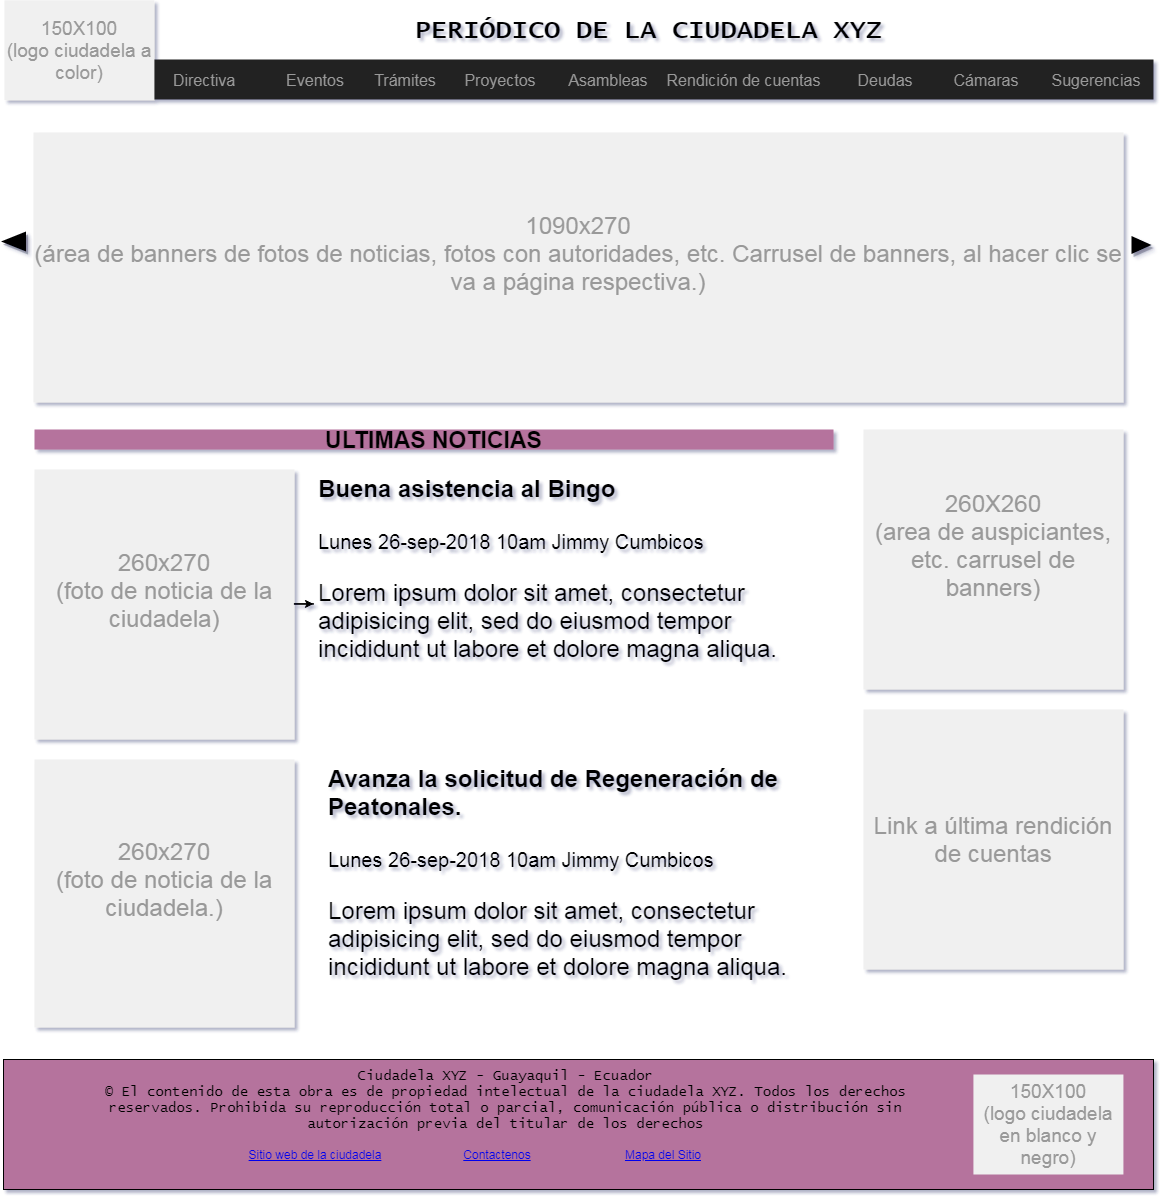 150X100
(logo ciudadela a
color)
PERIÓDICO DE LA CIUDADELA XYZ
Directiva Eventos Trámites Proyectos Asambleas Rendición de cuentas Deudas Cámaras Sugerencias
1090x270
(área de banners de fotos de noticias, fotos con autoridades, etc. Carrusel de banners, al hacer clic se
va a página respectiva.)
ULTIMAS NOTICIAS
260x270
(foto de noticia de la
ciudadela)
Buena asistencia al Bingo
Lunes 26-sep-2018 10am Jimmy Cumbicos
Lorem ipsum dolor sit amet, consectetur
adipisicing elit, sed do eiusmod tempor
incididunt ut labore et dolore magna aliqua.
260X260
(area de auspiciantes,
etc. carrusel de
banners)
260x270
(foto de noticia de la
ciudadela.)
Avanza la solicitud de Regeneración de
Peatonales.
Lunes 26-sep-2018 10am Jimmy Cumbicos
Lorem ipsum dolor sit amet, consectetur
adipisicing elit, sed do eiusmod tempor
incididunt ut labore et dolore magna aliqua.
Link a última rendición
de cuentas
Ciudadela XYZ - Guayaquil - Ecuador
© El contenido de esta obra es de propiedad intelectual de la ciudadela XYZ. Todos los derechos
reservados. Prohibida su reproducción total o parcial, comunicación pública o distribución sin
autorización previa del titular de los derechos
Sitio web de la ciudadela Contactenos Mapa del Sitio
150X100
(logo ciudadela
en blanco y
negro)